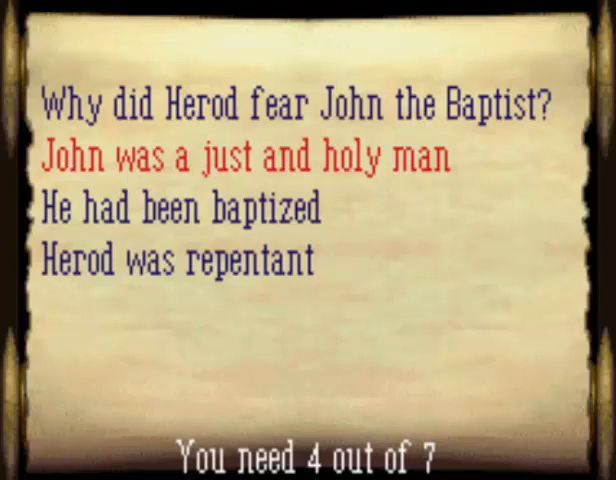 Why did Herod fear John the Baptist?
John was a just and holy man
He had been baptized
Herod was repentant
You need 4 out of 7